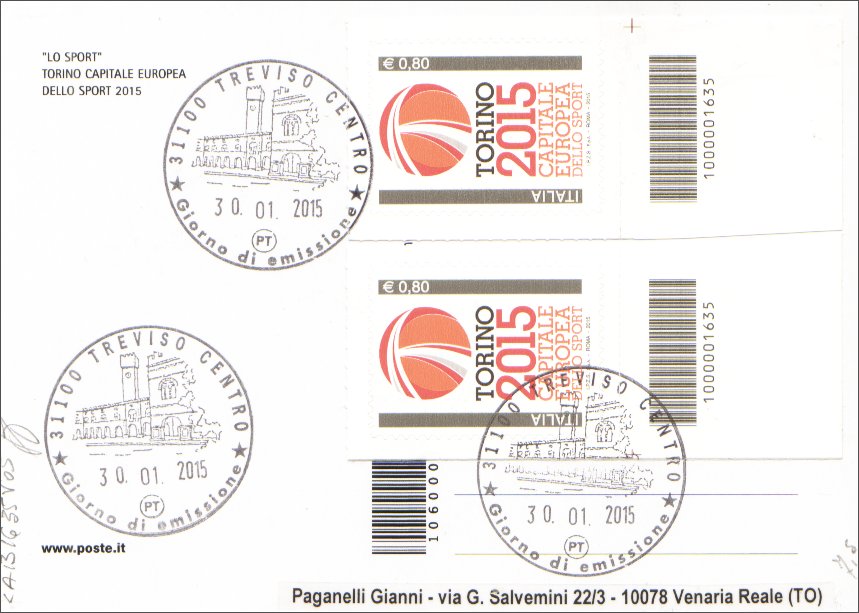 "LO SPORT"
TORINO CAPITALE EUROPEA
DELLO SPORT 2015
31100 TREVISO CENTRO
30.01.2015
PT
★ Giorno di emissione ★
€ 0,80
TORINO
2015
CAPITALE
EUROPEA
DELLO SPORT
ITALIA
1000001635
€ 0,80
TORINO
2015
CAPITALE
EUROPEA
DELLO SPORT
ITALIA
1000001635
31100 TREVISO CENTRO
30.01.2015
PT
★ Giorno di emissione ★
31100 TREVISO CENTRO
30.01.2015
PT
★ Giorno di emissione ★
106000
www.poste.it
Paganelli Gianni - via G. Salvemini 22/3 - 10078 Venaria Reale (TO)